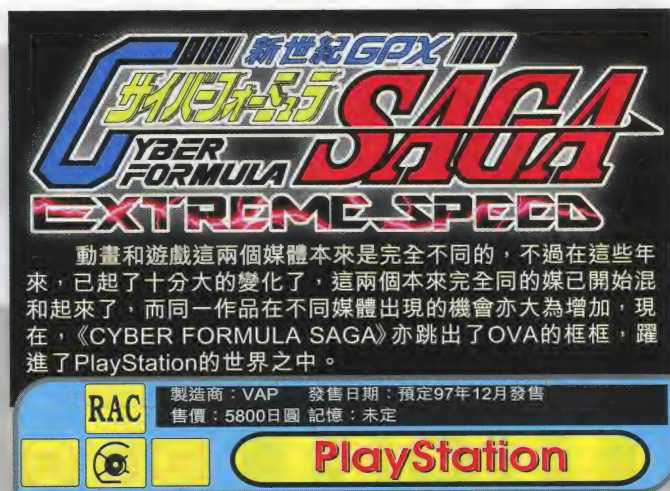 新世紀GPX
サイバーフォーミュラ
CYBER FORMULA SAGA
EXTREME SPEED
動畫和遊戲這兩個媒體本來是完全不同的,不過在這些年
來,已起了十分大的變化了,這兩個本來完全同的媒已開始混
和起來了,而同一作品在不同媒體出現的機會亦大為增加,現
在,《CYBER FORMULA SAGA》亦跳出了OVA的框框,躍
進了PlayStation的世界之中。
RAC
製造商:VAP 發售日期:預定97年12月發售
售價:5800日圓 記憶:未定
PlayStation